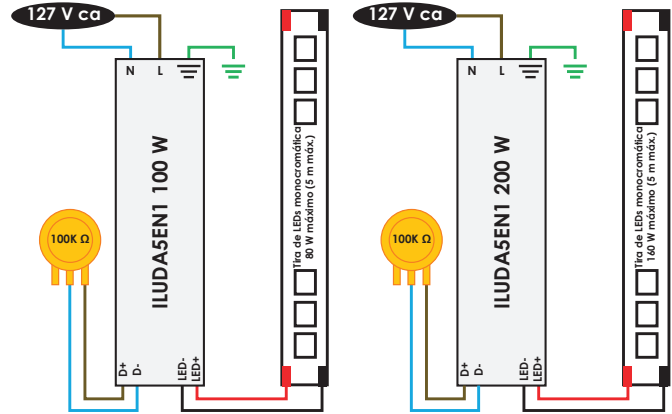 127 V ca
N
L
ILUDA5EN1 100 W
100K Ω
D+
D-
LED-
LED+
Tira de LEDs monocromática
80 W máximo (5 m máx.)
127 V ca
N
L
ILUDA5EN1 200 W
100K Ω
D+
D-
LED-
LED+
Tira de LEDs monocromática
160 W máximo (5 m máx.)